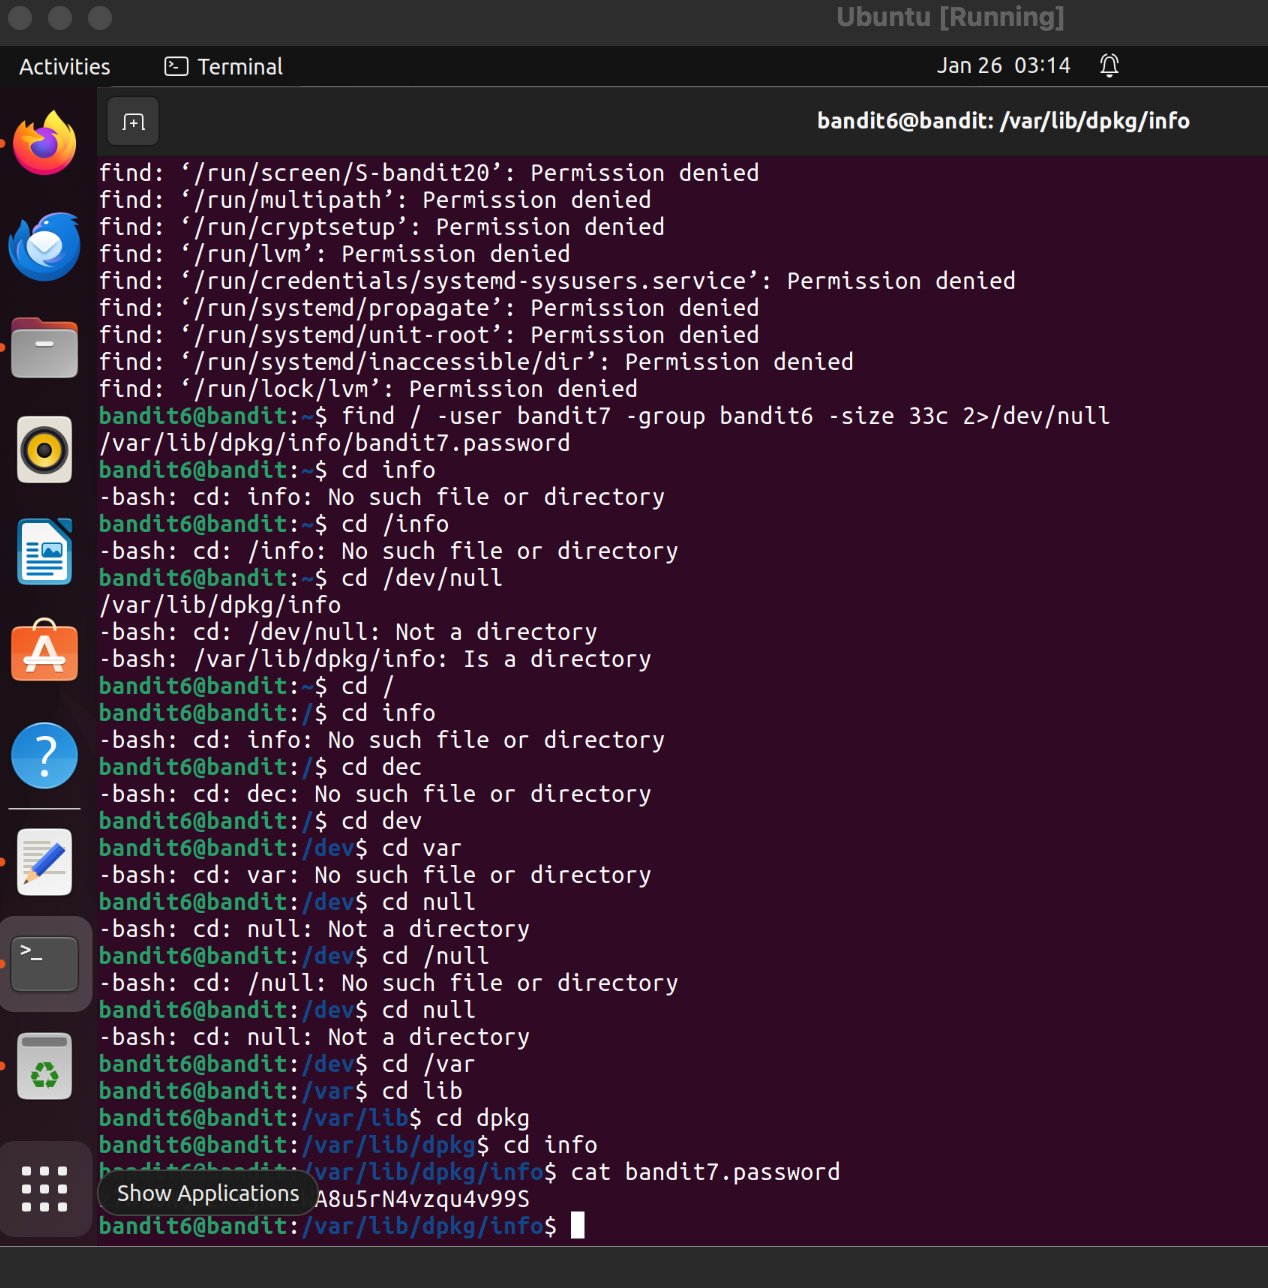 Ubuntu [Running]
Activities
Terminal
Jan 26 03:14
bandit6@bandit: /var/lib/dpkg/info
find: ‘/run/screen/S-bandit20’: Permission denied
find: ‘/run/multipath’: Permission denied
find: ‘/run/cryptsetup’: Permission denied
find: ‘/run/lvm’: Permission denied
find: ‘/run/credentials/systemd-sysusers.service’: Permission denied
find: ‘/run/systemd/propagate’: Permission denied
find: ‘/run/systemd/unit-root’: Permission denied
find: ‘/run/systemd/inaccessible/dir’: Permission denied
find: ‘/run/lock/lvm’: Permission denied
bandit6@bandit:~$ find / -user bandit7 -group bandit6 -size 33c 2>/dev/null
/var/lib/dpkg/info/bandit7.password
bandit6@bandit:~$ cd info
-bash: cd: info: No such file or directory
bandit6@bandit:~$ cd /info
-bash: cd: /info: No such file or directory
bandit6@bandit:~$ cd /dev/null
/var/lib/dpkg/info
-bash: cd: /dev/null: Not a directory
-bash: /var/lib/dpkg/info: Is a directory
bandit6@bandit:~$ cd /
bandit6@bandit:/$ cd info
-bash: cd: info: No such file or directory
bandit6@bandit:/$ cd dec
-bash: cd: dec: No such file or directory
bandit6@bandit:/$ cd dev
bandit6@bandit:/dev$ cd var
-bash: cd: var: No such file or directory
bandit6@bandit:/dev$ cd null
-bash: cd: null: Not a directory
bandit6@bandit:/dev$ cd /null
-bash: cd: /null: No such file or directory
bandit6@bandit:/dev$ cd null
-bash: cd: null: Not a directory
bandit6@bandit:/dev$ cd /var
bandit6@bandit:/var$ cd lib
bandit6@bandit:/var/lib$ cd dpkg
bandit6@bandit:/var/lib/dpkg$ cd info
bandit6@bandit:/var/lib/dpkg/info$ cat bandit7.password
Show Applications
A8u5rN4vzqu4v99S
bandit6@bandit:/var/lib/dpkg/info$